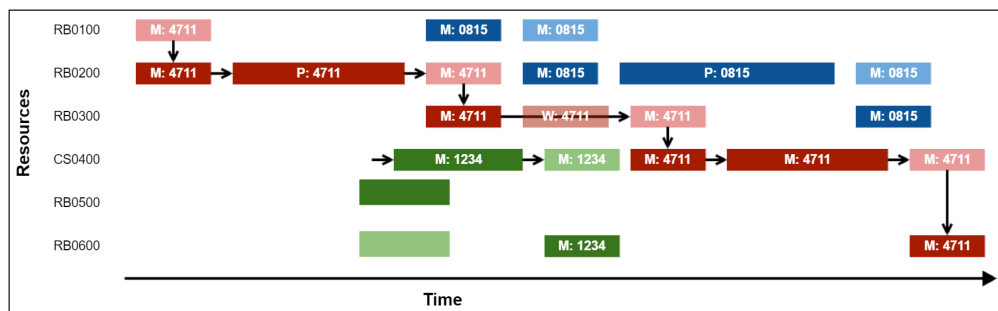 RB0100 M: 4711 M: 0815 M: 0815
RB0200 M: 4711 P: 4711 M: 4711 M: 0815 P: 0815 M: 0815
RB0300 M: 4711 W: 4711 M: 4711 M: 0815
CS0400 M: 1234 M: 1234 M: 4711 M: 4711 M: 4711
RB0500
RB0600 M: 1234 M: 4711
Resources
Time